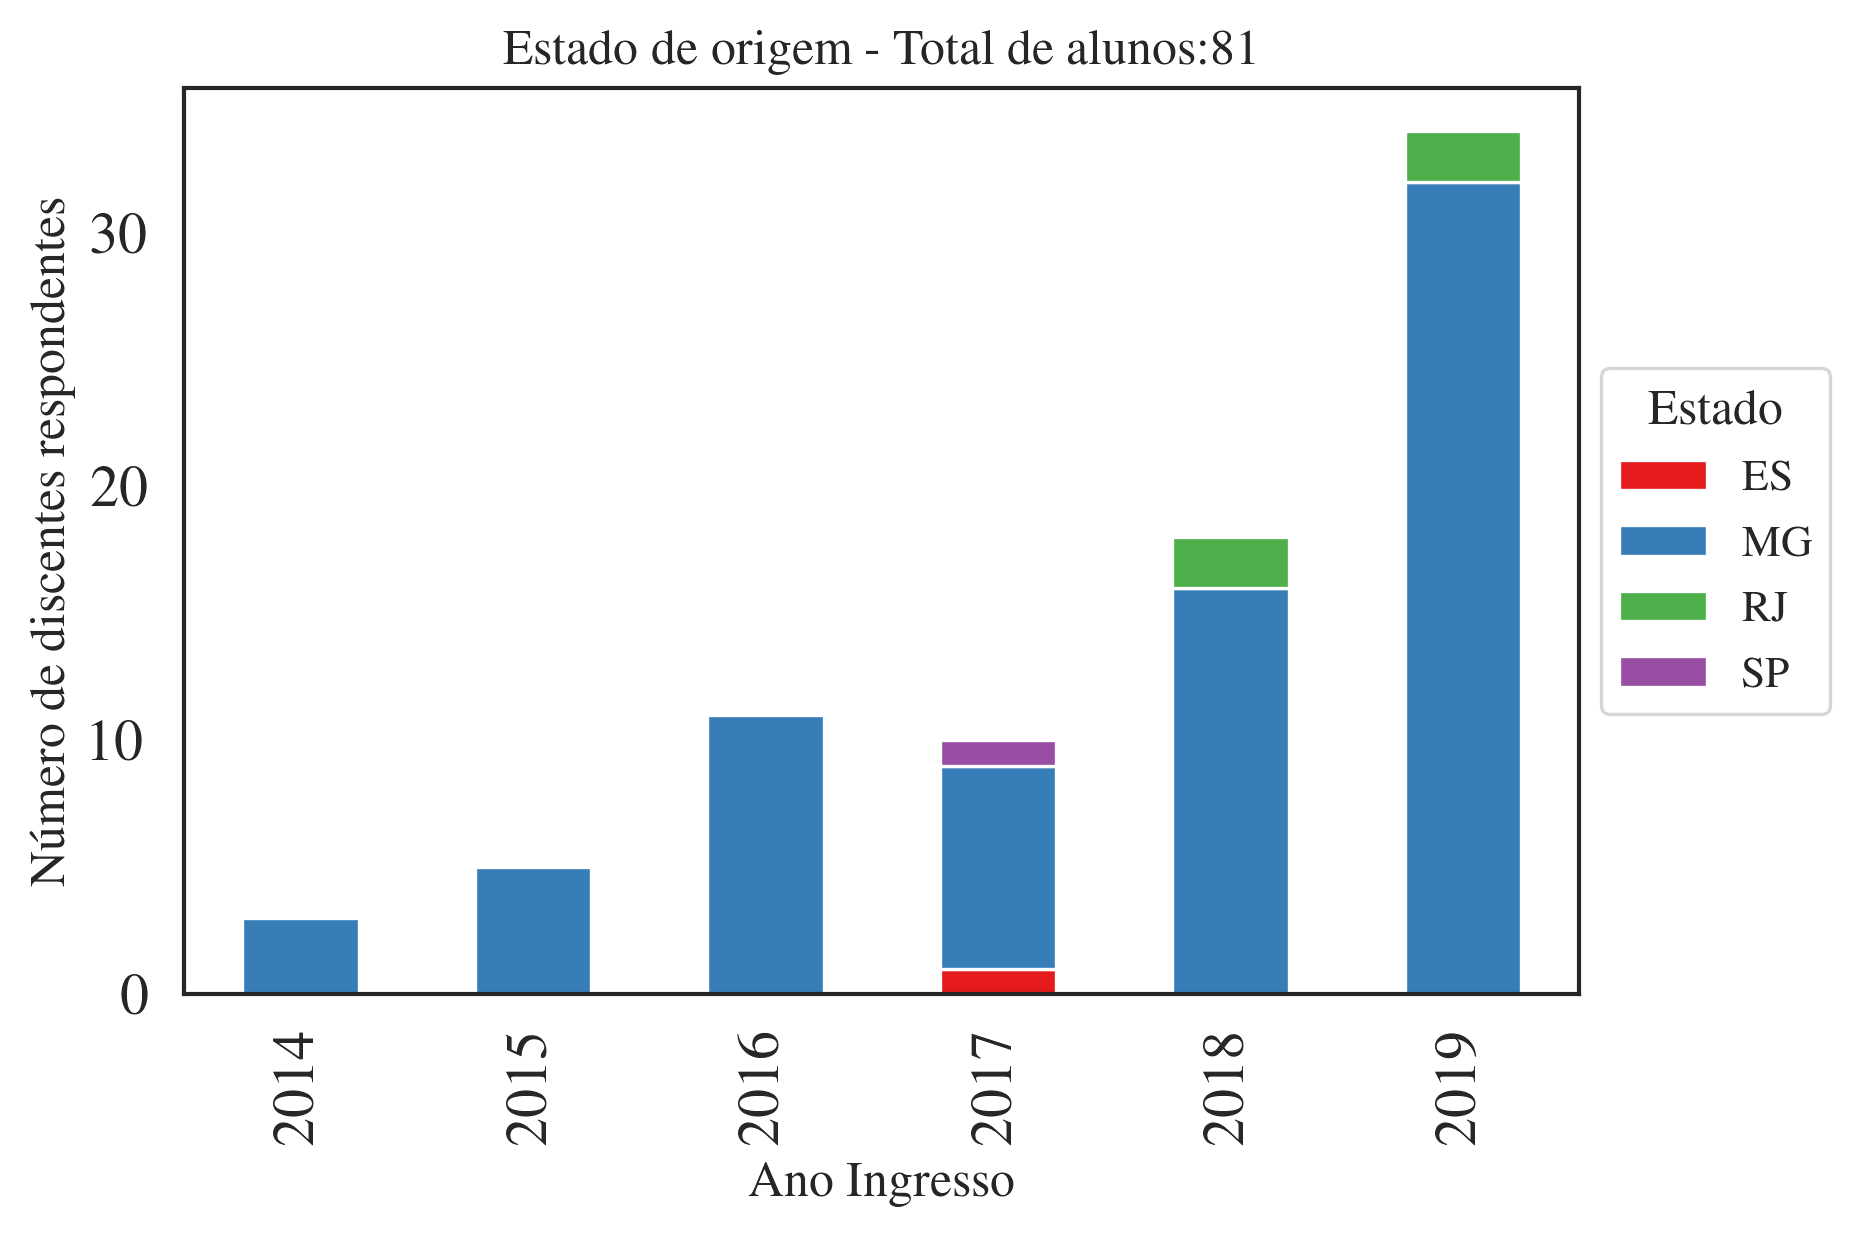 Estado de origem - Total de alunos:81
Número de discentes respondentes
30
20
10
0
2014
2015
2016
2017
2018
2019
Ano Ingresso
Estado
ES
MG
RJ
SP